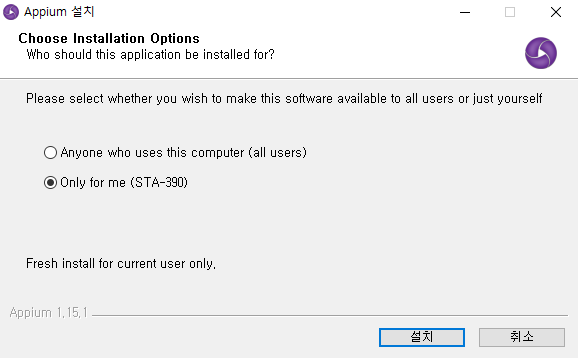 Appium 설치
Choose Installation Options
Who should this application be installed for?
Please select whether you wish to make this software available to all users or just yourself
Anyone who uses this computer (all users)
Only for me (STA-390)
Fresh install for current user only.
Appium 1.15.1
설치
취소